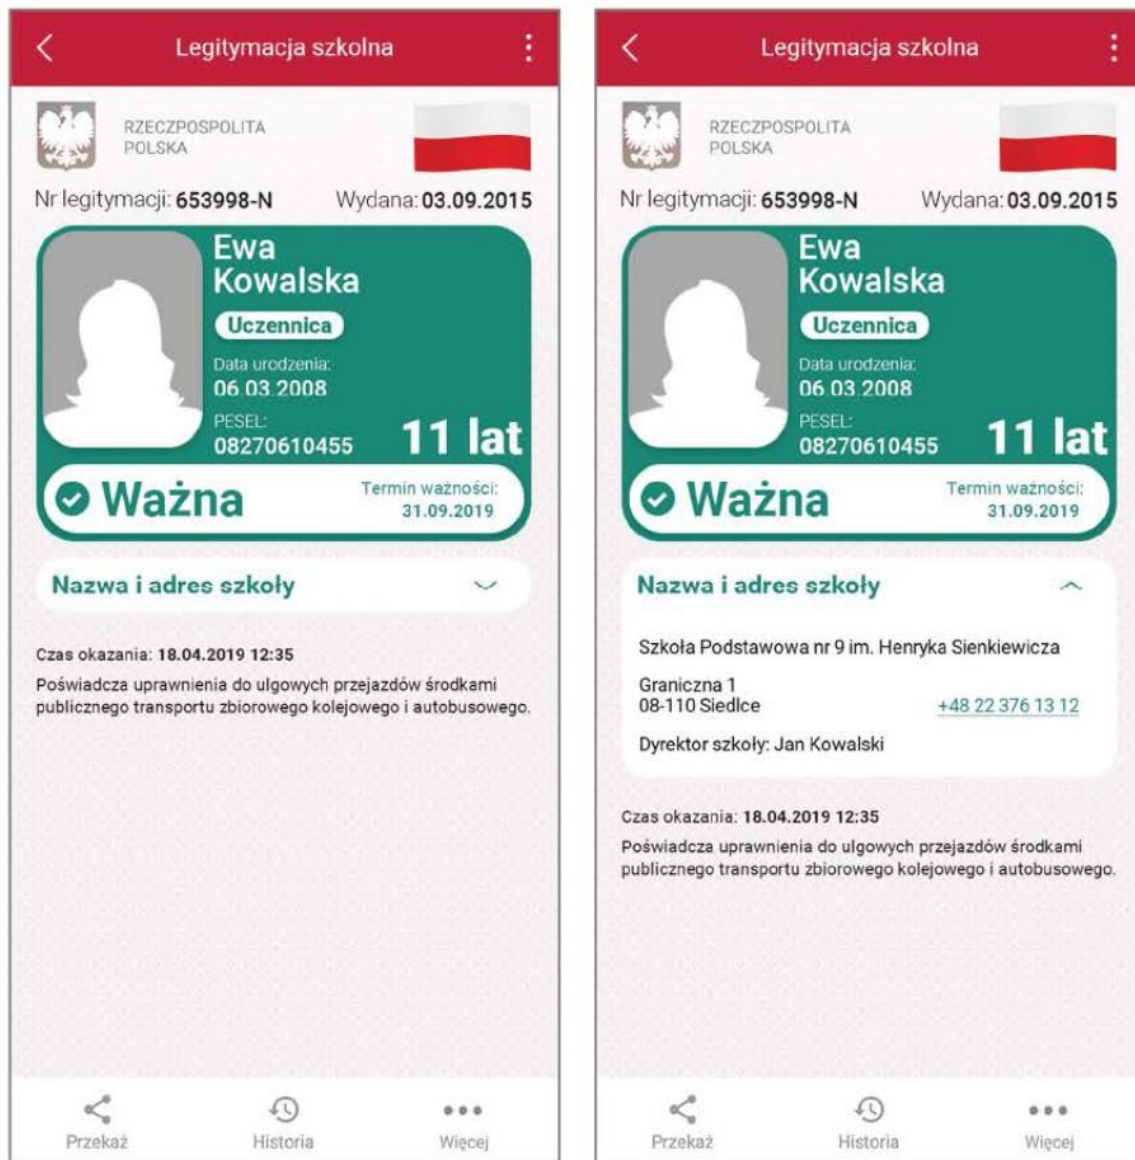 Legitymacja szkolna
RZECZPOSPOLITA
POLSKA
Nr legitymacji: 653998-N Wydana: 03.09.2015
Ewa
Kowalska
Uczennica
Data urodzenia:
06.03.2008
PESEL:
08270610455
11 lat
Ważna
Termin ważności:
31.09.2019
Nazwa i adres szkoły
Czas okazania: 18.04.2019 12:35
Poświadcza uprawnienia do ulgowych przejazdów środkami
publicznego transportu zbiorowego kolejowego i autobusowego.
Przekaż Historia Więcej
Legitymacja szkolna
RZECZPOSPOLITA
POLSKA
Nr legitymacji: 653998-N Wydana: 03.09.2015
Ewa
Kowalska
Uczennica
Data urodzenia:
06.03.2008
PESEL:
08270610455
11 lat
Ważna
Termin ważności:
31.09.2019
Nazwa i adres szkoły
Szkoła Podstawowa nr 9 im. Henryka Sienkiewicza
Graniczna 1
08-110 Siedlce +48 22 376 13 12
Dyrektor szkoły: Jan Kowalski
Czas okazania: 18.04.2019 12:35
Poświadcza uprawnienia do ulgowych przejazdów środkami
publicznego transportu zbiorowego kolejowego i autobusowego.
Przekaż Historia Więcej